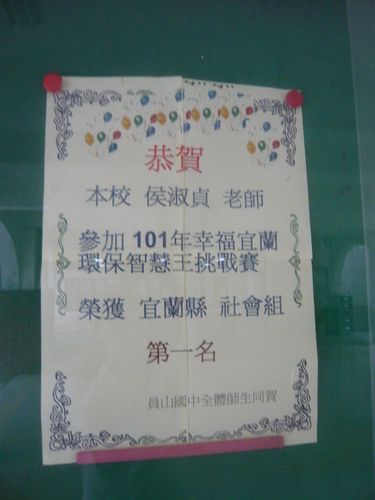 恭賀
本校 侯淑貞 老師
參加 101年幸福宜蘭
環保智慧王挑戰賽
榮獲 宜蘭縣 社會組
第一名
員山國中全體師生同賀